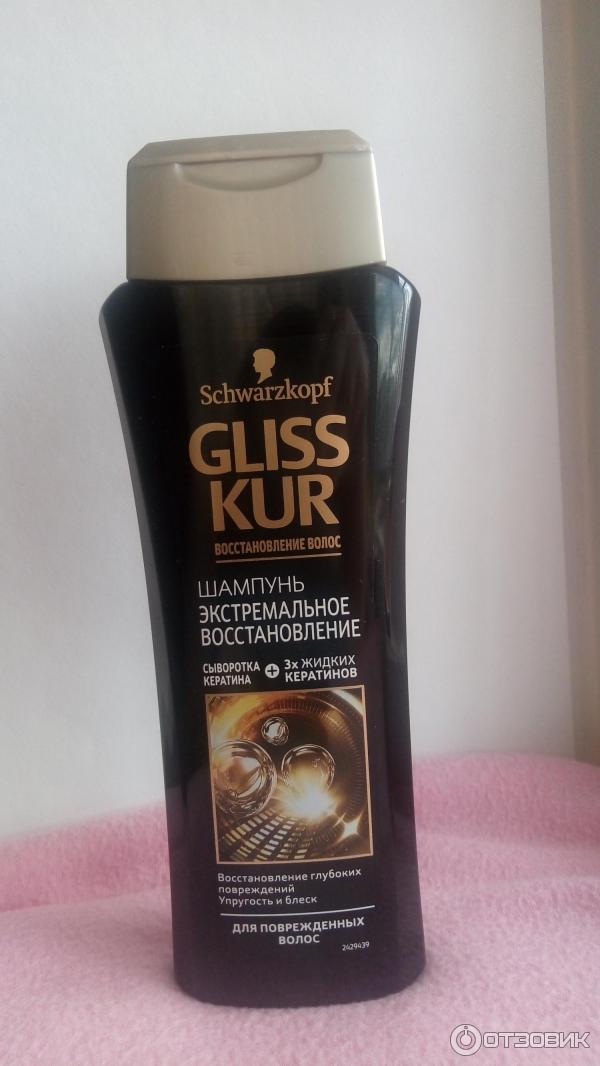 Schwarzkopf
GLISS
KUR
ВОССТАНОВЛЕНИЕ ВОЛОС
ШАМПУНЬ
ЭКСТРЕМАЛЬНОЕ
ВОССТАНОВЛЕНИЕ
СЫВОРОТКА
КЕРАТИНА
+
3x ЖИДКИХ
КЕРАТИНОВ
Восстановление глубоких
повреждений
Упругость и блеск
ДЛЯ ПОВРЕЖДЕННЫХ
ВОЛОС
2429439
ОТЗОВИК